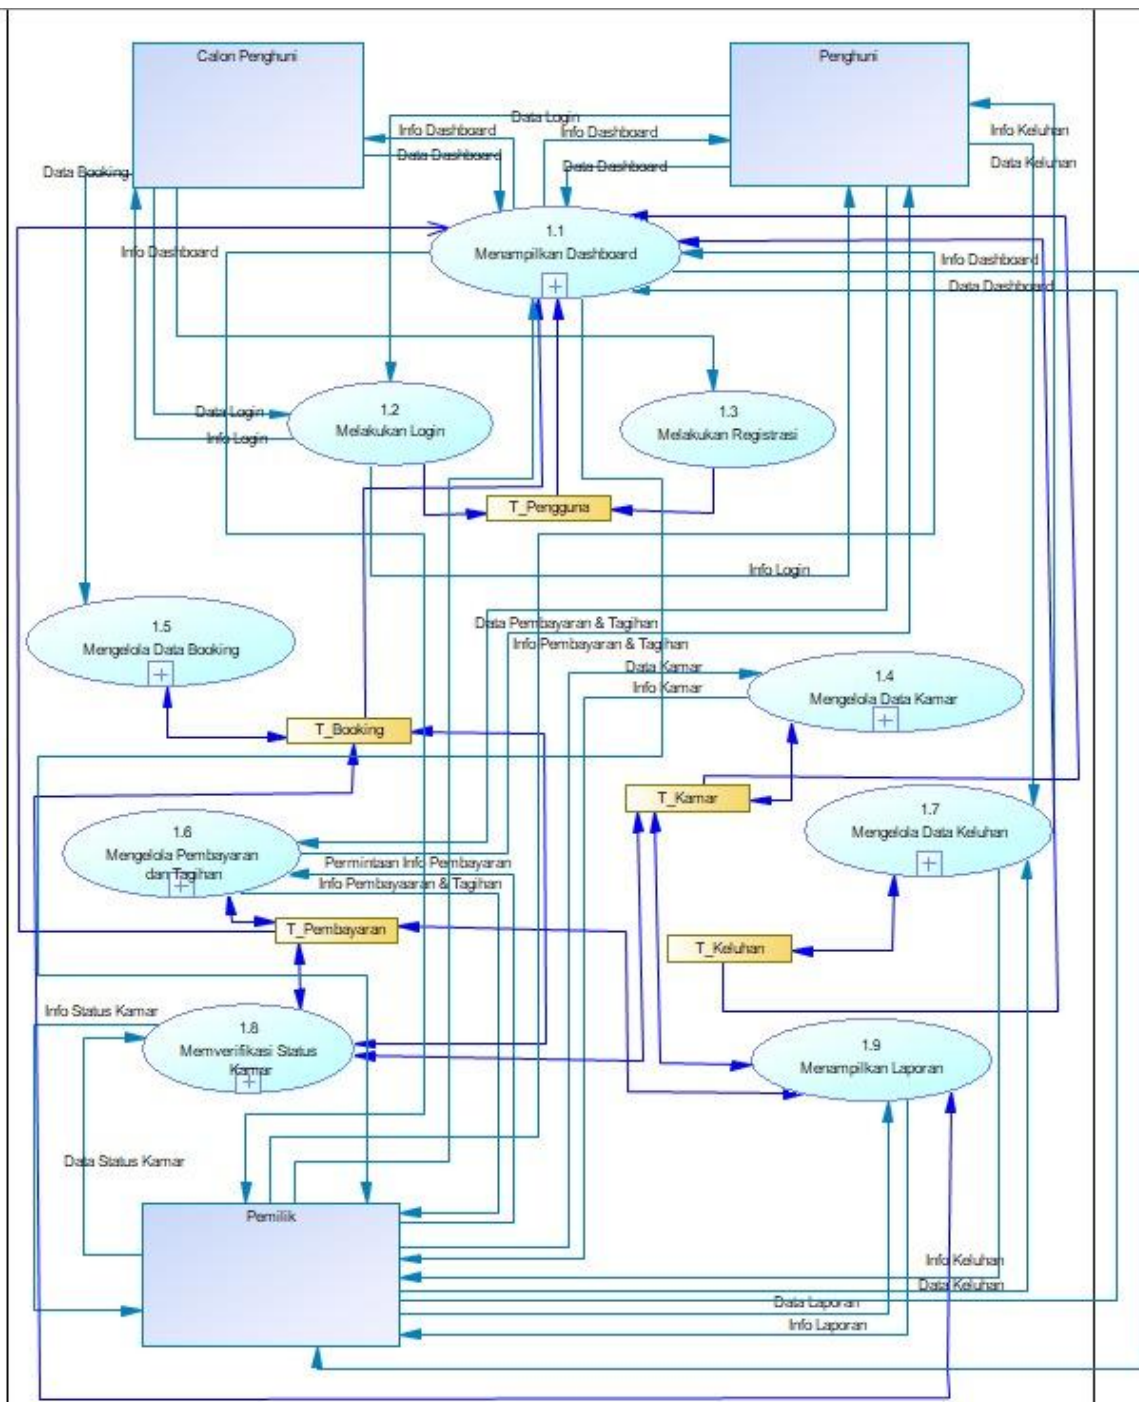 Calon Penghuni
Penghuni
Data Login
Info Dashboard
Info Dashboard
Info Keluhan
Data Dashboard
Data Keluhan
Data Booking
Data Dashboard
1.1
Menampilkan Dashboard
Info Dashboard
Info Dashboard
Data Dashboard
1.2
Melakukan Login
1.3
Melakukan Registrasi
Data Login
Info Login
T_Pengguna
Info Login
1.5
Mengelola Data Booking
Data Pembayaran & Tagihan
Info Pembayaran & Tagihan
Data Kamar
Info Kamar
1.4
Mengelola Data Kamar
T_Booking
T_Kamar
1.6
Mengelola Pembayaran
dan Tagihan
1.7
Mengelola Data Keluhan
Permintaan Info Pembayaran
Info Pembayaaran & Tagihan
T_Pembayaran
T_Keluhan
Info Status Kamar
1.8
Memverifikasi Status
Kamar
1.9
Menampilkan Laporan
Data Status Kamar
Pemilik
Info Keluhan
Data Keluhan
Data Laporan
Info Laporan